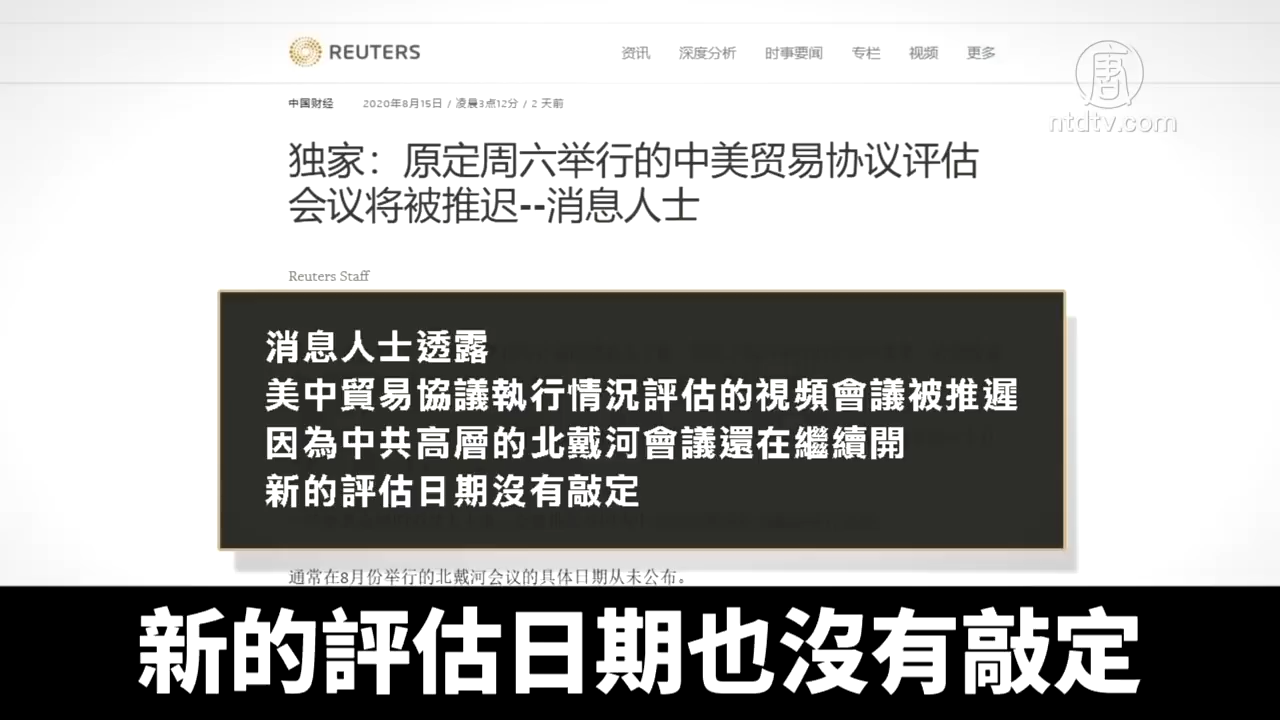 REUTERS 资讯 深度分析 时事要闻 专栏 视频 更多
唐
ntdtv.com
中国财经 2020年8月15日 / 凌晨3点12分 / 2 天前
独家：原定周六举行的中美贸易协议评估
会议将被推迟--消息人士
Reuters Staff
消息人士透露
美中貿易協議執行情況評估的視頻會議被推遲
因為中共高層的北戴河會議還在繼續開
新的評估日期沒有敲定
通常在8月份举行的北戴河会议的具体日期从未公布。
新的評估日期也沒有敲定